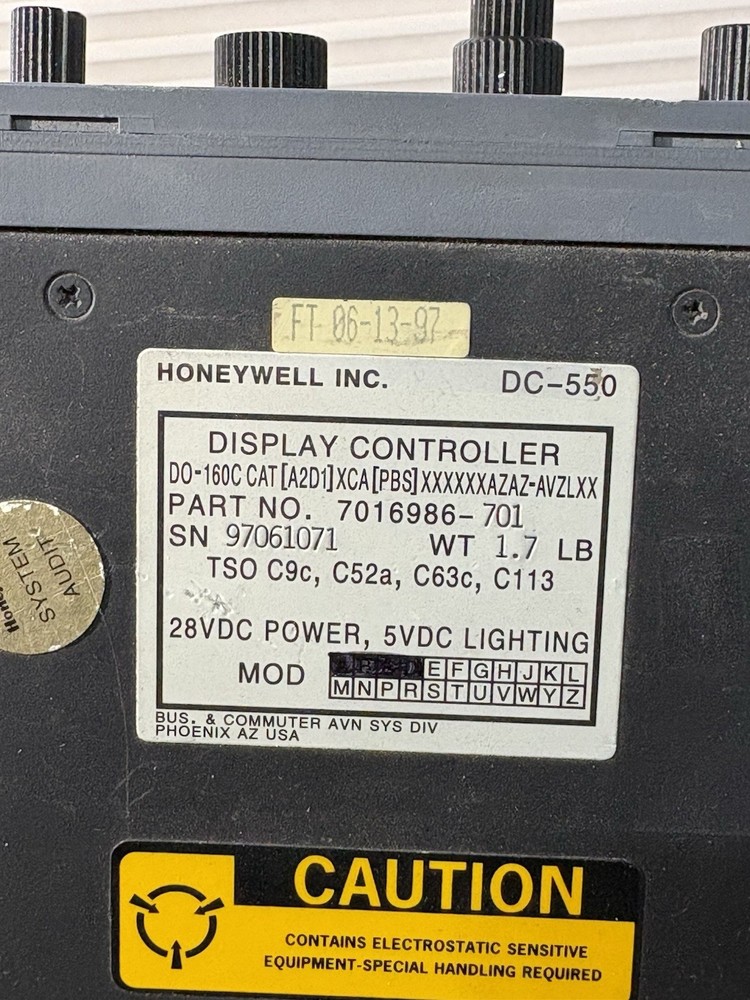 FT 06-13-97
HONEYWELL INC. DC-550
DISPLAY CONTROLLER
DO-160C CAT [A2D1]XCA[PBS]XXXXXXAZAZ-AVZLXX
PART NO. 7016986-701
SN 97061071 WT 1.7 LB
TSO C9c, C52a, C63c, C113
28VDC POWER, 5VDC LIGHTING
MOD E F G H J K L
M N P R S T U V W Y Z
BUS. & COMMUTER AVN SYS DIV
PHOENIX AZ USA
SYSTEM
AUDIT
CAUTION
CONTAINS ELECTROSTATIC SENSITIVE
EQUIPMENT-SPECIAL HANDLING REQUIRED